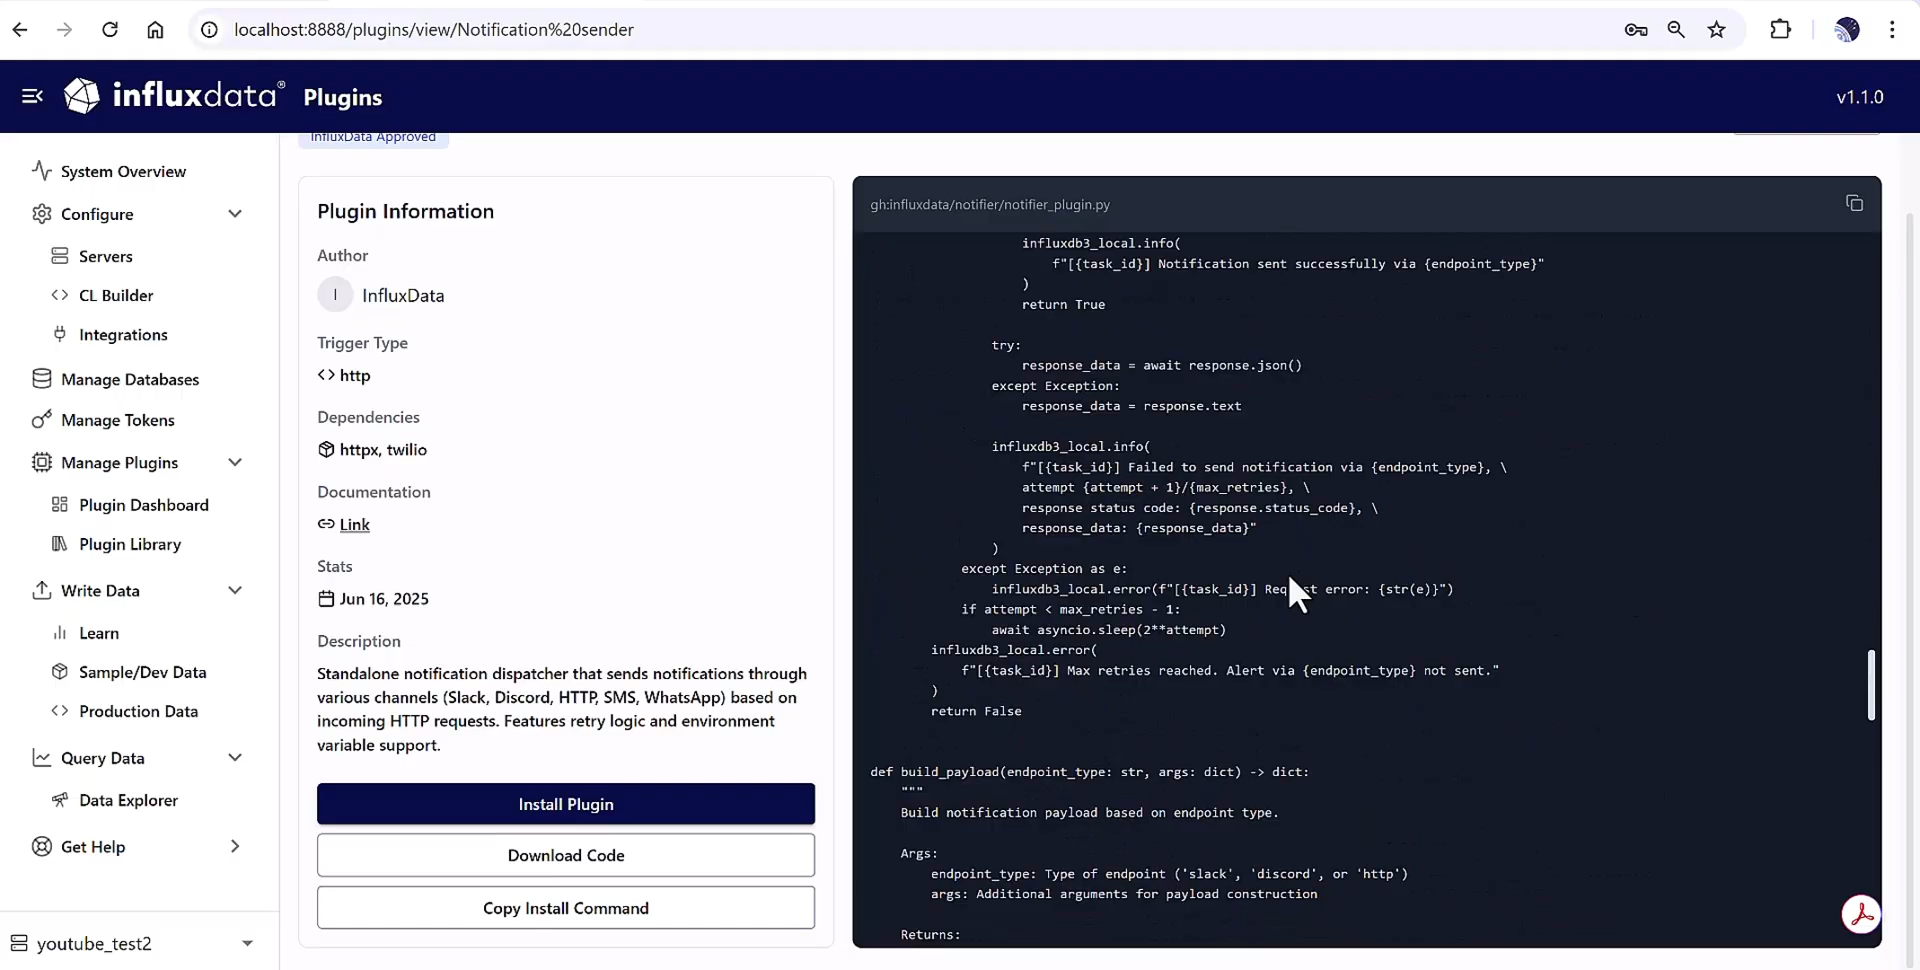 localhost:8888/plugins/view/Notification%20sender
influxdata®
Plugins
v1.1.0
System Overview
Configure
Servers
CL Builder
Integrations
Manage Databases
Manage Tokens
Manage Plugins
Plugin Dashboard
Plugin Library
Write Data
Learn
Sample/Dev Data
Production Data
Query Data
Data Explorer
Get Help
youtube_test2
InfluxData Approved
Plugin Information
Author
I
InfluxData
Trigger Type
<> http
Dependencies
httpx, twilio
Documentation
Link
Stats
Jun 16, 2025
Description
Standalone notification dispatcher that sends notifications through
various channels (Slack, Discord, HTTP, SMS, WhatsApp) based on
incoming HTTP requests. Features retry logic and environment
variable support.
Install Plugin
Download Code
Copy Install Command
gh:influxdata/notifier/notifier_plugin.py
influxdb3_local.info(
f"[{task_id}] Notification sent successfully via {endpoint_type}"
)
return True
try:
response_data = await response.json()
except Exception:
response_data = response.text
influxdb3_local.info(
f"[{task_id}] Failed to send notification via {endpoint_type}, \
attempt {attempt + 1}/{max_retries}, \
response status code: {response.status_code}, \
response_data: {response_data}"
)
except Exception as e:
influxdb3_local.error(f"[{task_id}] Request error: {str(e)}")
if attempt < max_retries - 1:
await asyncio.sleep(2**attempt)
influxdb3_local.error(
f"[{task_id}] Max retries reached. Alert via {endpoint_type} not sent."
)
return False
def build_payload(endpoint_type: str, args: dict) -> dict:
"""
Build notification payload based on endpoint type.
Args:
endpoint_type: Type of endpoint ('slack', 'discord', or 'http')
args: Additional arguments for payload construction
Returns: